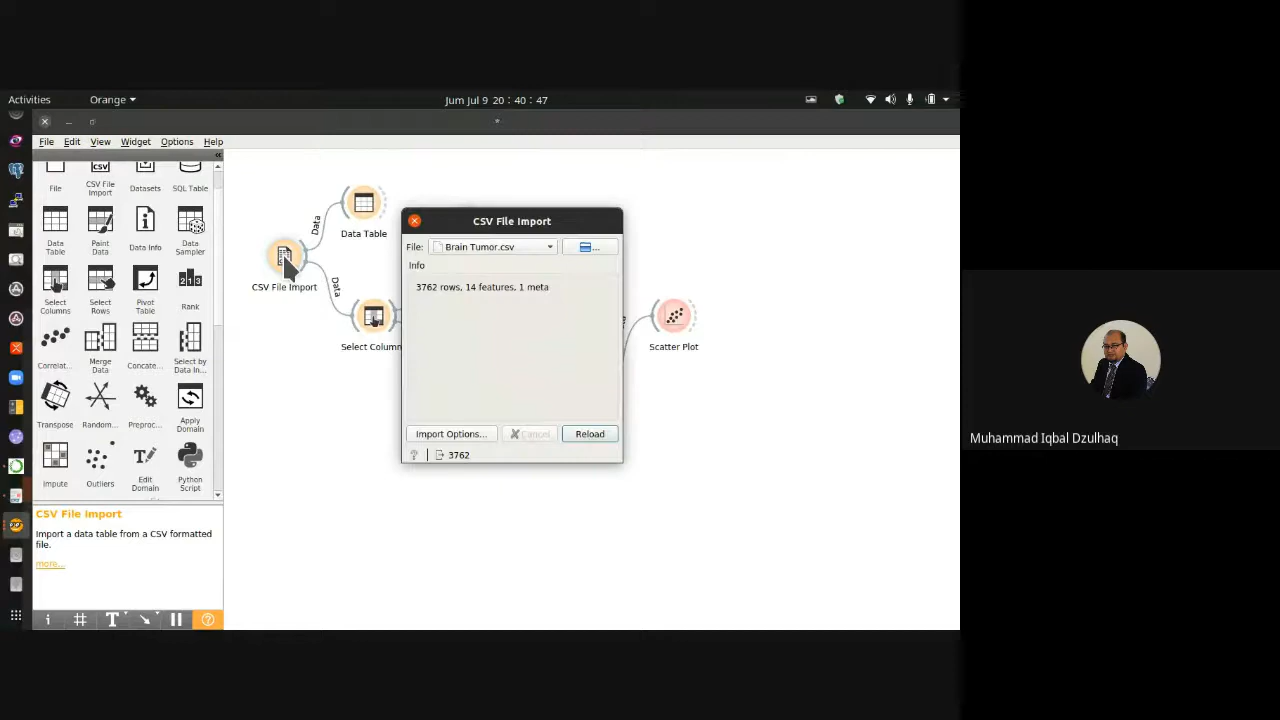 Activities
Orange
Jum Jul 9 20:40:47
File Edit View Widget Options Help
File
CSV File Import
Datasets
SQL Table
Data Table
Paint Data
Data Info
Data Sampler
Select Columns
Select Rows
Pivot Table
Rank
Correlat...
Merge Data
Concate...
Select by Data In...
Transpose
Random...
Preproc...
Apply Domain
Impute
Outliers
Edit Domain
Python Script
CSV File Import
Import a data table from a CSV formatted
file.
more...
Data
Data Table
CSV File Import
Data
Select Column
Scatter Plot
CSV File Import
File: Brain Tumor.csv ...
Info
3762 rows, 14 features, 1 meta
Import Options... Cancel Reload
3762
Muhammad Iqbal Dzulhaq